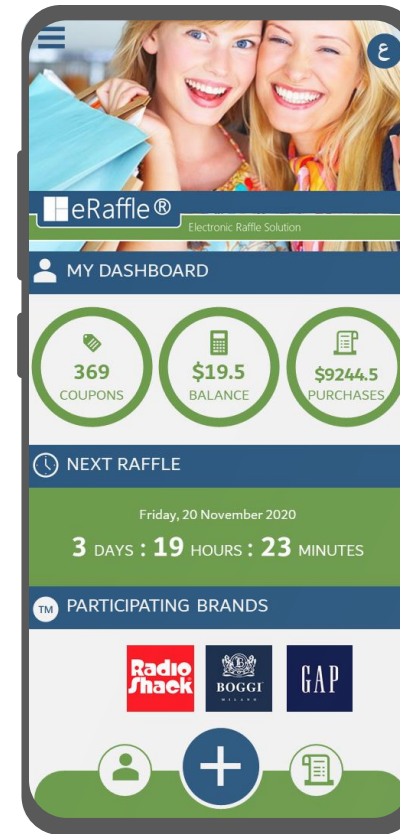 ع
eRaffle®
Electronic Raffle Solution
MY DASHBOARD
369
COUPONS
$19.5
BALANCE
$9244.5
PURCHASES
NEXT RAFFLE
Friday, 20 November 2020
3 DAYS : 19 HOURS : 23 MINUTES
TM PARTICIPATING BRANDS
Radio
Shack
BOGGI
MILANO
GAP